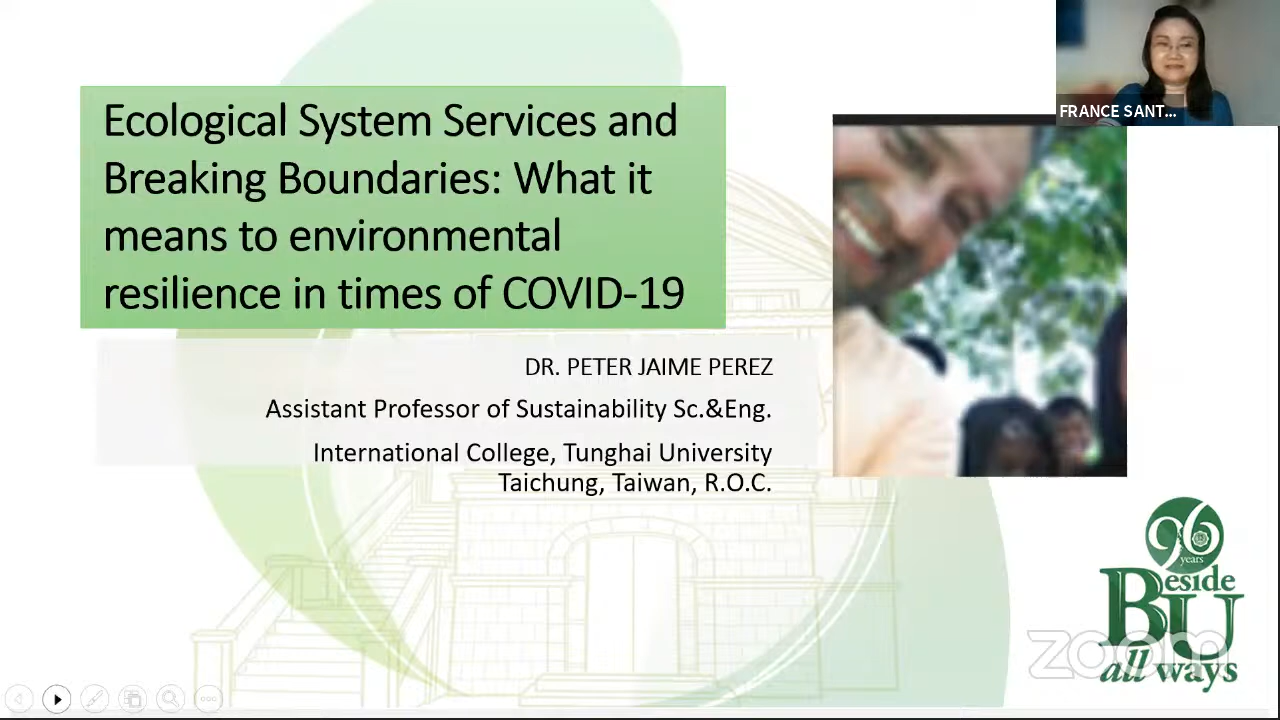 Ecological System Services and
Breaking Boundaries: What it
means to environmental
resilience in times of COVID-19
DR. PETER JAIME PEREZ
Assistant Professor of Sustainability Sc.&Eng.
International College, Tunghai University
Taichung, Taiwan, R.O.C.
FRANCE SANT...
96
years
Beside
BU
all ways
zoom